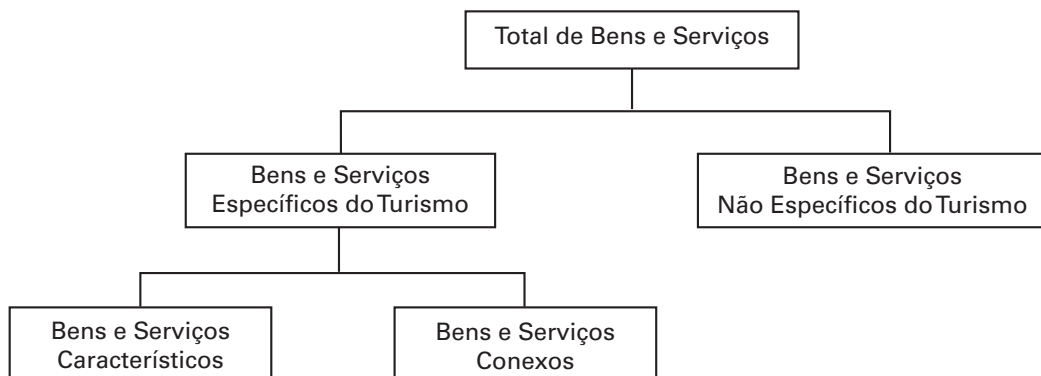 Total de Bens e Serviços
Bens e Serviços
Específicos do Turismo
Bens e Serviços
Não Específicos do Turismo
Bens e Serviços
Característicos
Bens e Serviços
Conexos